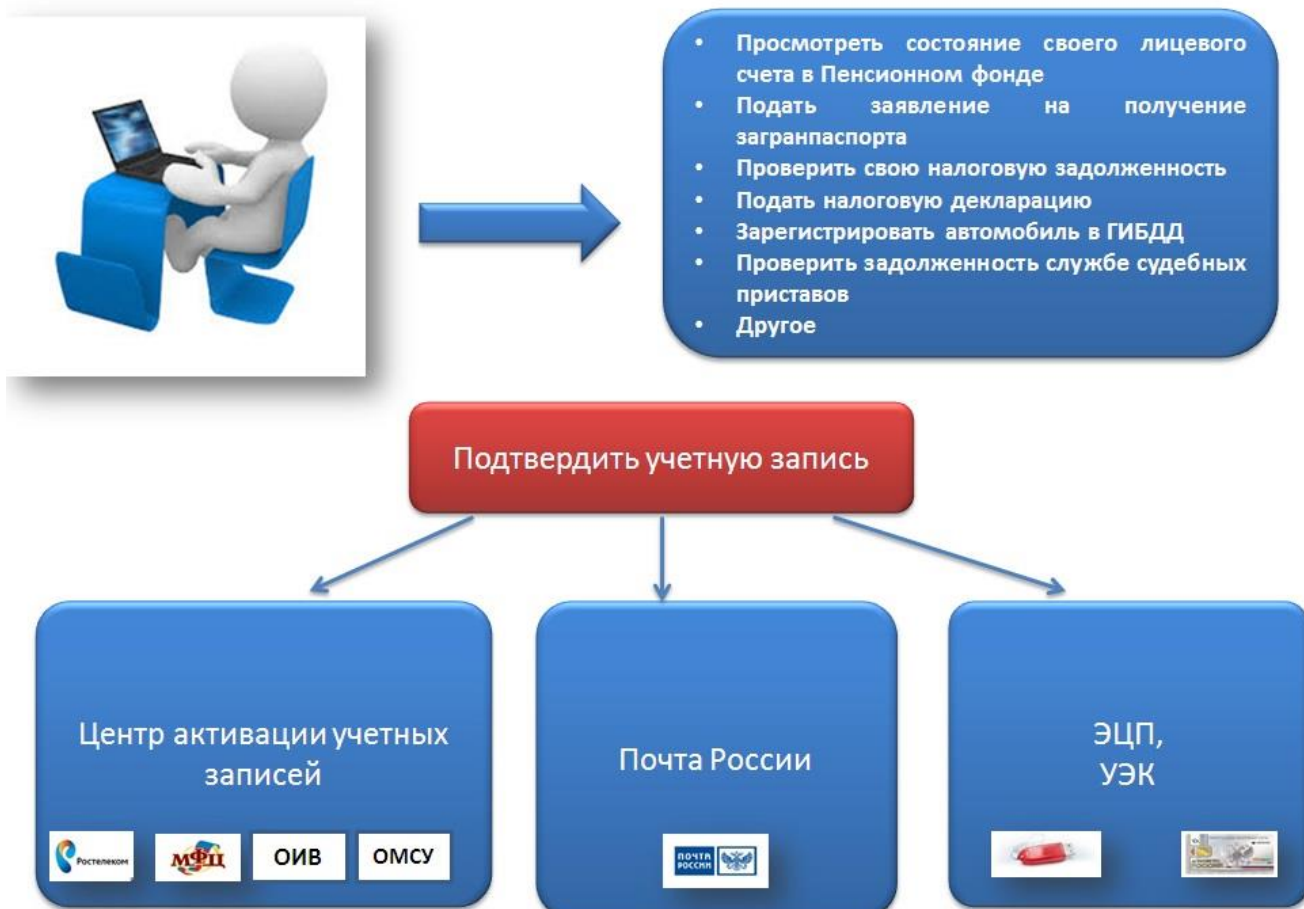 • Просмотреть состояние своего лицевого
счета в Пенсионном фонде
• Подать заявление на получение
загранпаспорта
• Проверить свою налоговую задолженность
• Подать налоговую декларацию
• Зарегистрировать автомобиль в ГИБДД
• Проверить задолженность службе судебных
приставов
• Другое
Подтвердить учетную запись
Центр активации учетных
записей
Ростелеком
МФЦ
ОИВ
ОМСУ
Почта России
ПОЧТА
РОССИИ
ЭЦП,
УЭК